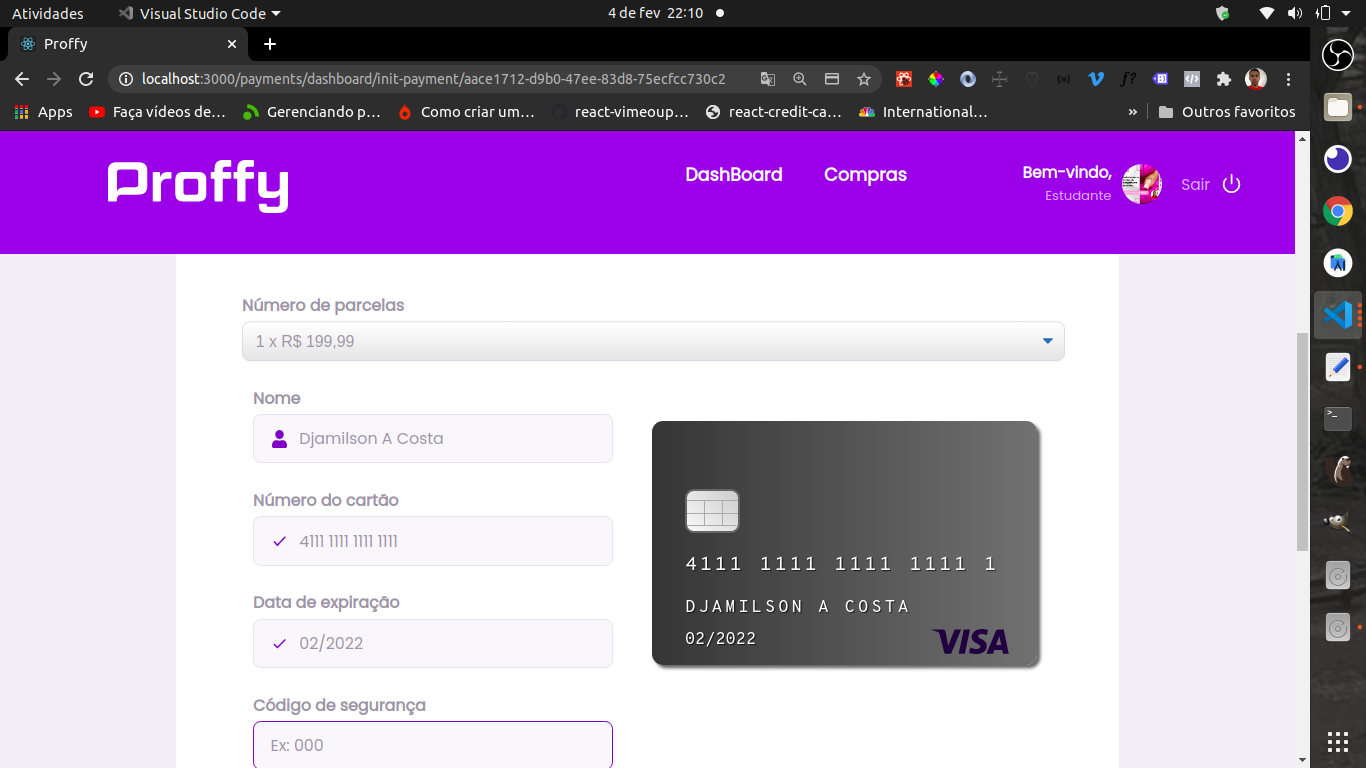 Atividades Visual Studio Code 4 de fev 22:10
Proffy
localhost:3000/payments/dashboard/init-payment/aace1712-d9b0-47ee-83d8-75ecfcc730c2
Apps Faça vídeos de… Gerenciando p… Como criar um… react-vimeoup… react-credit-ca… International… » Outros favoritos
Proffy DashBoard Compras Bem-vindo, Sair
Estudante
Número de parcelas
1 x R$ 199,99
Nome
Djamilson A Costa
Número do cartão
4111 1111 1111 1111
Data de expiração
02/2022
Código de segurança
Ex: 000
4111 1111 1111 1111 1
DJAMILSON A COSTA
02/2022
VISA